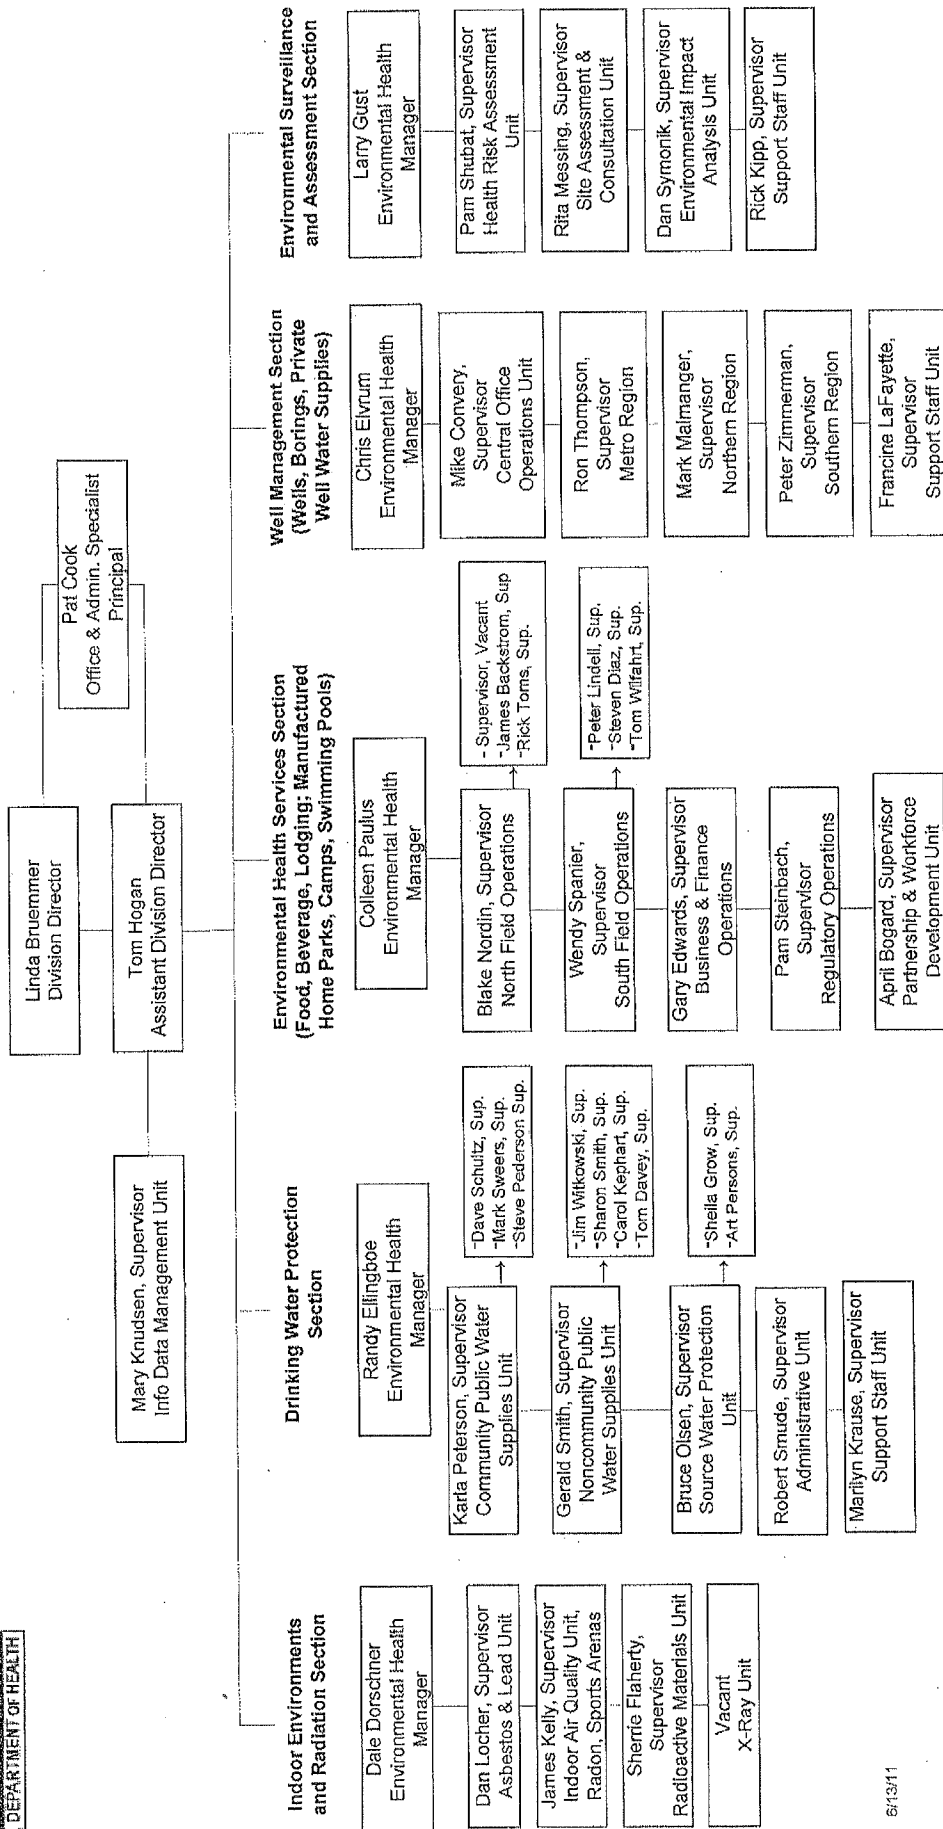 DEPARTMENT OF HEALTH
Linda Bruemmer
Division Director
Pat Cook
Office & Admin. Specialist
Principal
Tom Hogan
Assistant Division Director
Mary Knudsen, Supervisor
Info Data Management Unit
Indoor Environments
and Radiation Section
Dale Dorschner
Environmental Health
Manager
Dan Locher, Supervisor
Asbestos & Lead Unit
James Kelly, Supervisor
Indoor Air Quality Unit,
Radon, Sports Arenas
Sherrie Flaherty,
Supervisor
Radioactive Materials Unit
Vacant
X-Ray Unit
Drinking Water Protection
Section
Randy Ellingboe
Environmental Health
Manager
Karla Peterson, Supervisor
Community Public Water
Supplies Unit
-Dave Schultz, Sup.
-Mark Sweers, Sup.
-Steve Pederson Sup.
Gerald Smith, Supervisor
Noncommunity Public
Water Supplies Unit
-Jim Witkowski, Sup.
-Sharon Smith, Sup.
-Carol Kephart, Sup.
-Tom Davey, Sup.
Bruce Olsen, Supervisor
Source Water Protection
Unit
-Sheila Grow, Sup.
-Art Persons, Sup.
Robert Smude, Supervisor
Administrative Unit
Marilyn Krause, Supervisor
Support Staff Unit
Environmental Health Services Section
(Food, Beverage, Lodging; Manufactured
Home Parks, Camps, Swimming Pools)
Colleen Paulus
Environmental Health
Manager
Blake Nordin, Supervisor
North Field Operations
- Supervisor, Vacant
-James Backstrom, Sup
-Rick Toms, Sup.
Wendy Spanier,
Supervisor
South Field Operations
-Peter Lindell, Sup.
-Steven Diaz, Sup.
-Tom Wilfahrt, Sup.
Gary Edwards, Supervisor
Business & Finance
Operations
Pam Steinbach,
Supervisor
Regulatory Operations
April Bogard, Supervisor
Partnership & Workforce
Development Unit
Well Management Section
(Wells, Borings, Private
Well Water Supplies)
Chris Elvrum
Environmental Health
Manager
Mike Convery,
Supervisor
Central Office
Operations Unit
Ron Thompson,
Supervisor
Metro Region
Mark Malmanger,
Supervisor
Northern Region
Peter Zimmerman,
Supervisor
Southern Region
Francine LaFayette,
Supervisor
Support Staff Unit
Environmental Surveillance
and Assessment Section
Larry Gust
Environmental Health
Manager
Pam Shubat, Supervisor
Health Risk Assessment
Unit
Rita Messing, Supervisor
Site Assessment &
Consultation Unit
Dan Symonik, Supervisor
Environmental Impact
Analysis Unit
Rick Kipp, Supervisor
Support Staff Unit
6/13/11